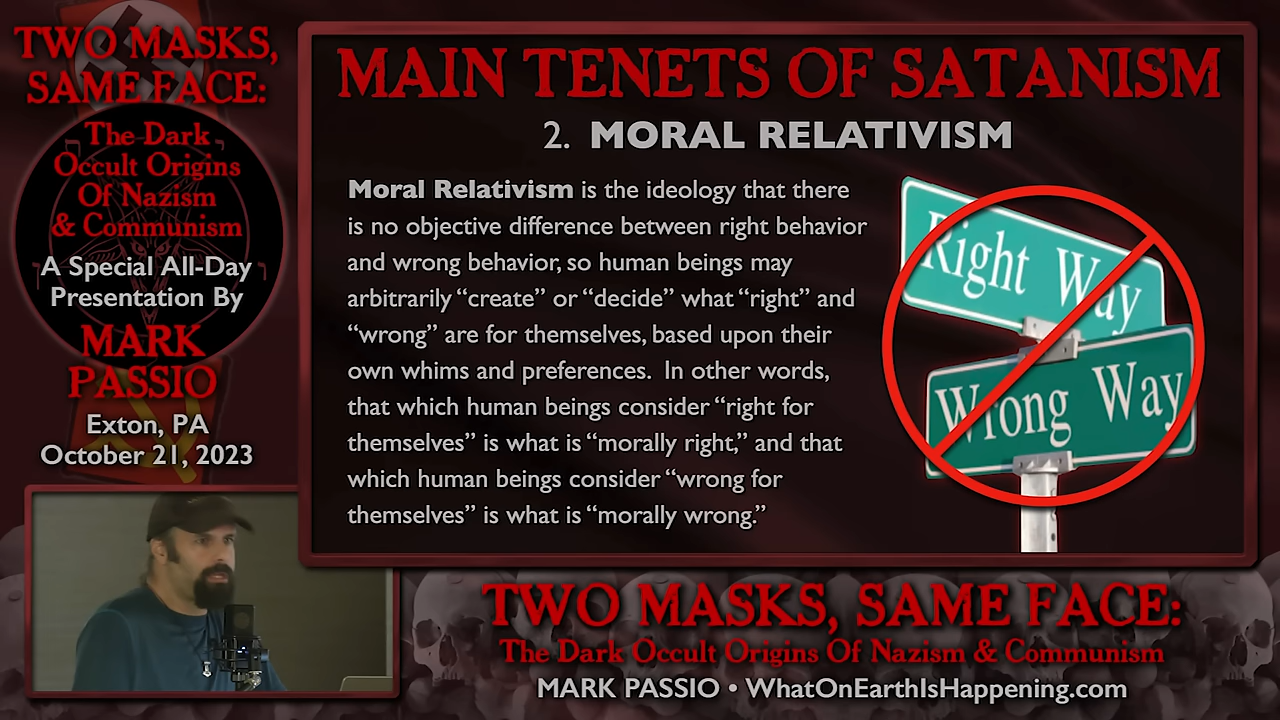 TWO MASKS,
SAME FACE:
The Dark
Occult Origins
Of Nazism
& Communism
A Special All-Day
Presentation By
MARK
PASSIO
Exton, PA
October 21, 2023
MAIN TENETS OF SATANISM
2. MORAL RELATIVISM
Moral Relativism is the ideology that there
is no objective difference between right behavior
and wrong behavior, so human beings may
arbitrarily “create” or “decide” what “right” and
“wrong” are for themselves, based upon their
own whims and preferences. In other words,
that which human beings consider “right for
themselves” is what is “morally right,” and that
which human beings consider “wrong for
themselves” is what is “morally wrong.”
Right Way
Wrong Way
TWO MASKS, SAME FACE:
The Dark Occult Origins Of Nazism & Communism
MARK PASSIO • WhatOnEarthIsHappening.com